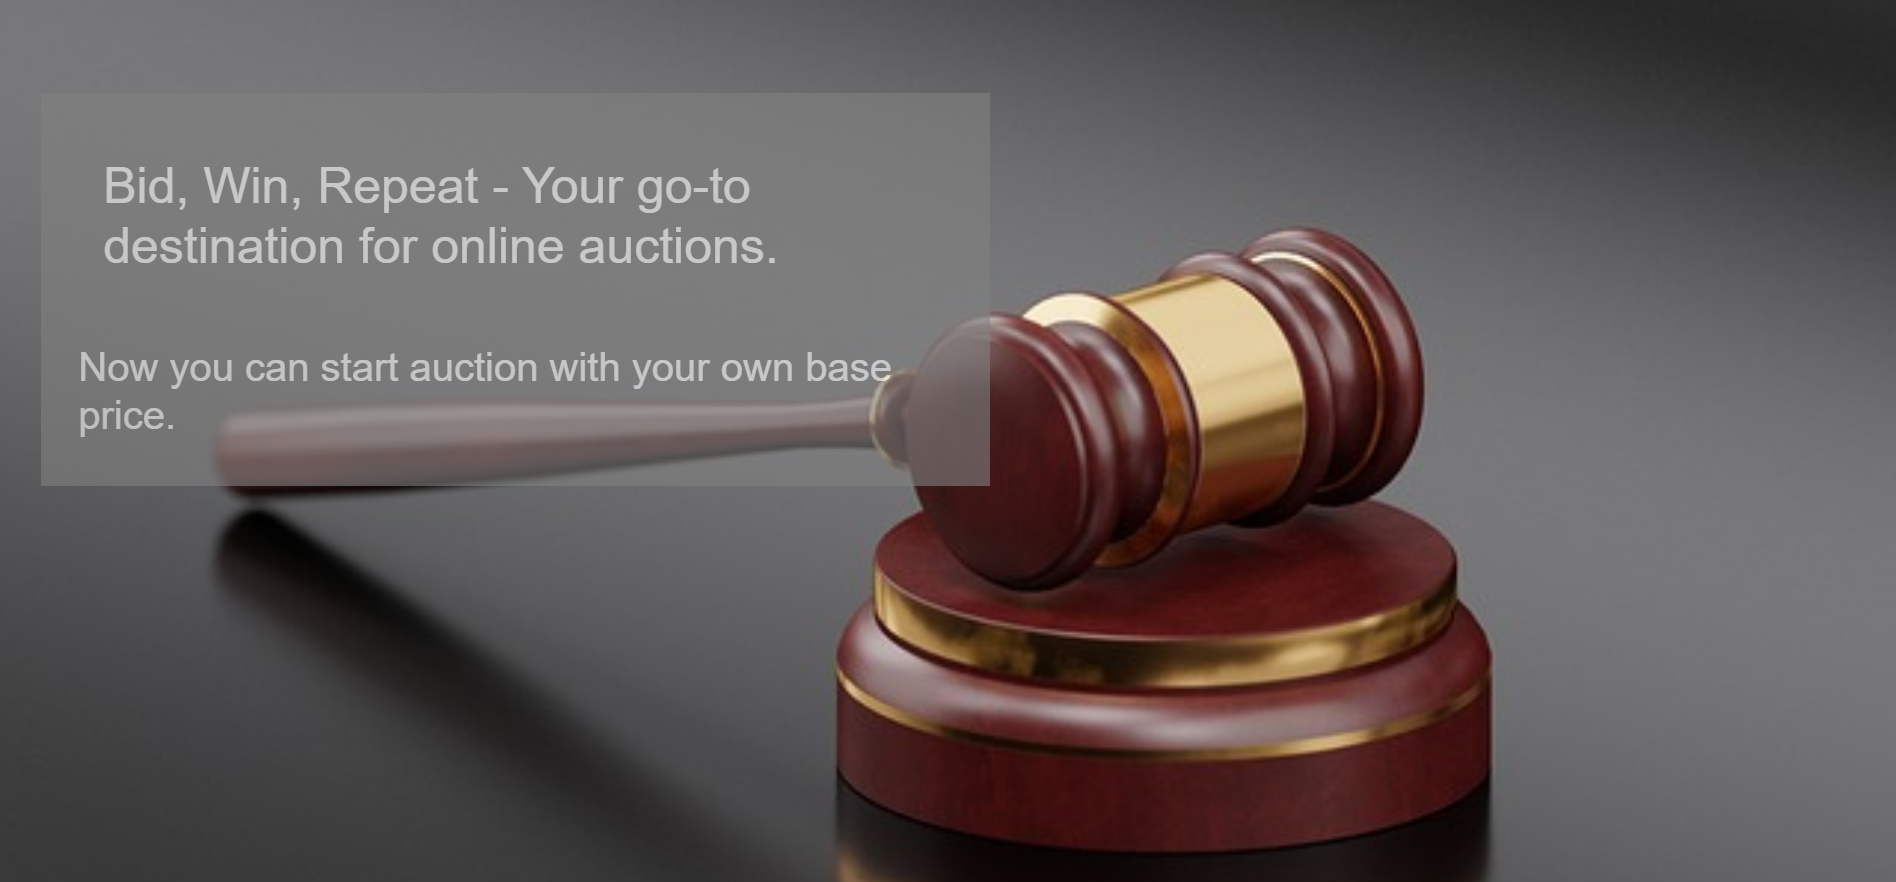 Bid, Win, Repeat - Your go-to
destination for online auctions.
Now you can start auction with your own base
price.